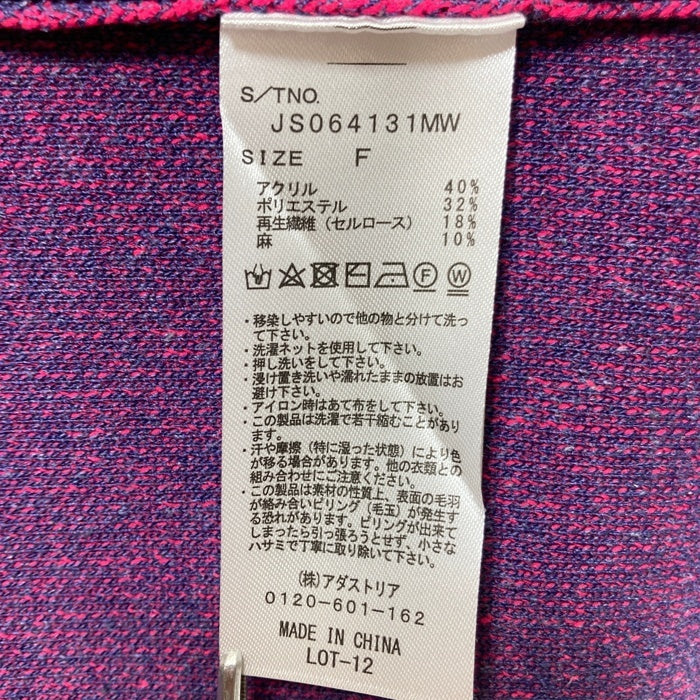 S/TNO.
JS064131MW
SIZE F
アクリル 40%
ポリエステル 32%
再生繊維(セルロース) 18%
麻 10%
F W
・移染しやすいので他の物と分けて洗っ
て下さい。
・洗濯ネットを使用して下さい。
・押し洗いをして下さい。
・浸け置き洗いや濡れたままの放置はお
避け下さい。
・アイロン時はあて布をして下さい。
・この製品は洗濯で若干縮むことがあり
ます。
・汗や摩擦(特に湿った状態)により色
が移る場合があります。他の衣類との
組み合わせにご注意ください。
・この製品は素材の性質上、表面の毛羽
が絡み合いピリング(毛玉)が発生す
る恐れがあります。ピリングが出来て
しまったら引っ張ろうとせず、小さな
ハサミで丁寧に取り除いて下さい。
(株)アダストリア
0120-601-162
MADE IN CHINA
LOT-12